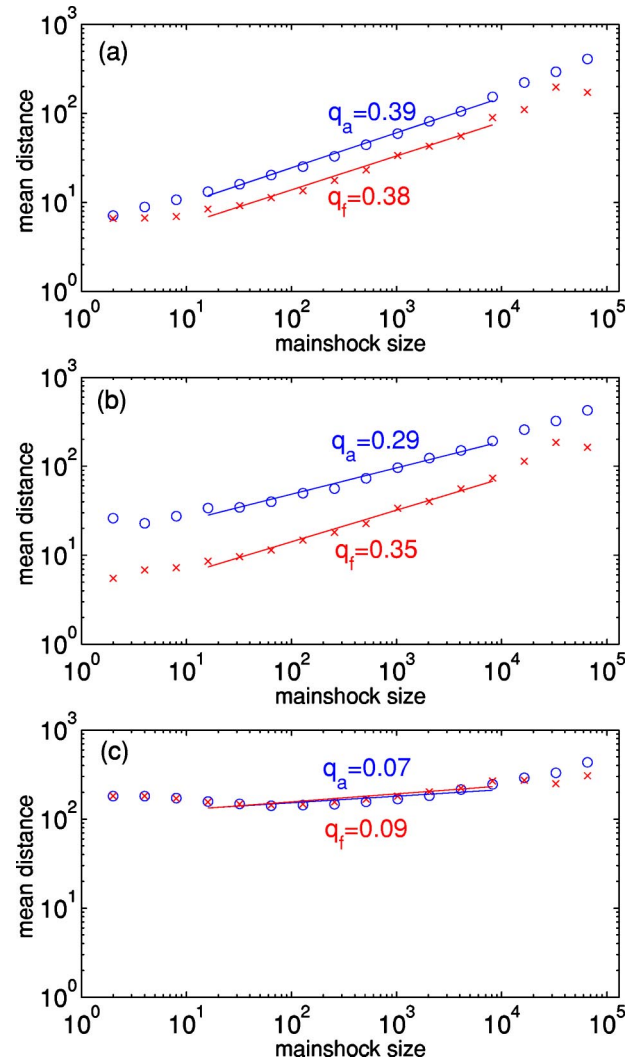 (a)
10^3
10^2
10^1
10^0
mean distance
q_a=0.39
q_f=0.38
10^0 10^1 10^2 10^3 10^4 10^5
mainshock size
(b)
10^3
10^2
10^1
10^0
mean distance
q_a=0.29
q_f=0.35
10^0 10^1 10^2 10^3 10^4 10^5
mainshock size
(c)
10^3
10^2
10^1
10^0
mean distance
q_a=0.07
q_f=0.09
10^0 10^1 10^2 10^3 10^4 10^5
mainshock size